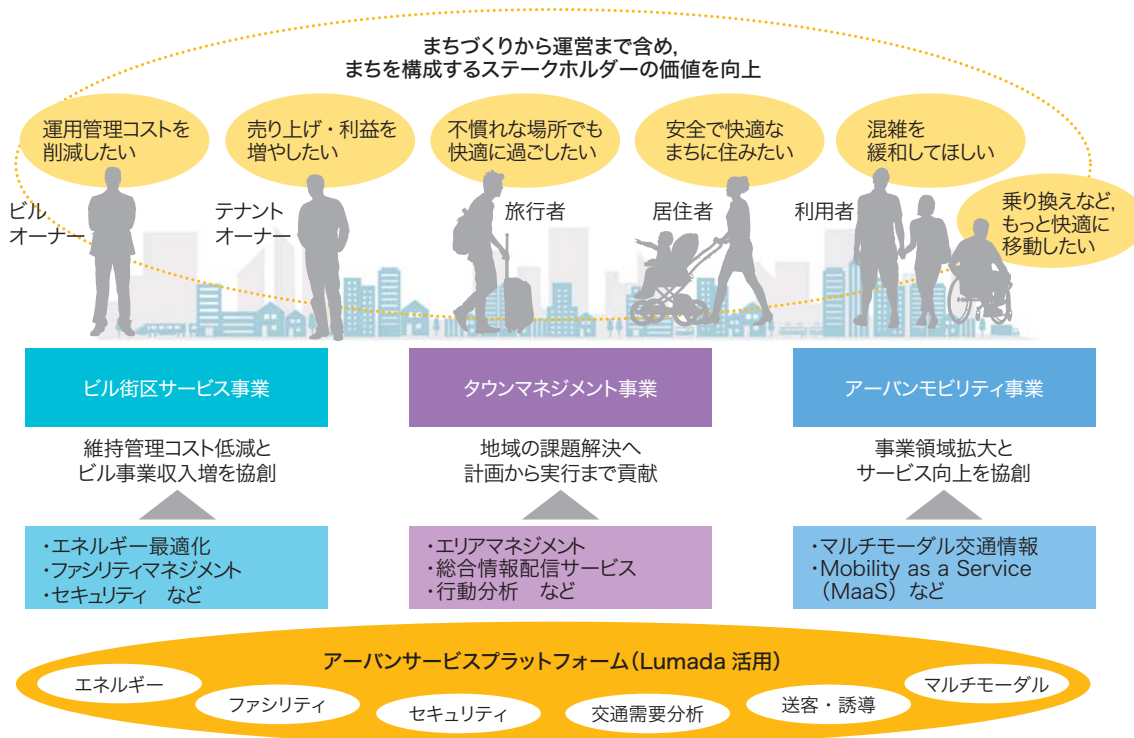 まちづくりから運営まで含め,
まちを構成するステークホルダーの価値を向上
運用管理コストを
削減したい
売り上げ・利益を
増やしたい
不慣れな場所でも
快適に過ごしたい
安全で快適な
まちに住みたい
混雑を
緩和してほしい
乗り換えなど,
もっと快適に
移動したい
ビル
オーナー
テナント
オーナー
旅行者
居住者
利用者
ビル街区サービス事業
タウンマネジメント事業
アーバンモビリティ事業
維持管理コスト低減と
ビル事業収入増を協創
地域の課題解決へ
計画から実行まで貢献
事業領域拡大と
サービス向上を協創
・エネルギー最適化
・ファシリティマネジメント
・セキュリティ など
・エリアマネジメント
・総合情報配信サービス
・行動分析 など
・マルチモーダル交通情報
・Mobility as a Service
（MaaS）など
アーバンサービスプラットフォーム（Lumada 活用）
エネルギー
ファシリティ
セキュリティ
交通需要分析
送客・誘導
マルチモーダル